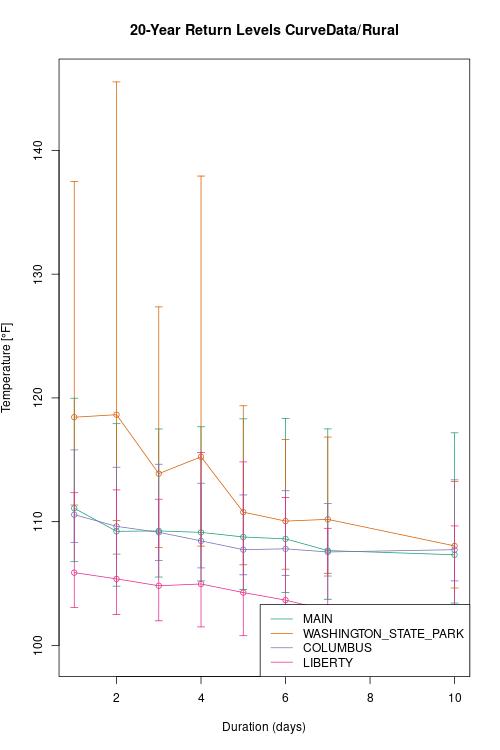 20-Year Return Levels CurveData/Rural
Temperature [°F]
140
130
120
110
100
MAIN
WASHINGTON_STATE_PARK
COLUMBUS
LIBERTY
2
4
6
8
10
Duration (days)